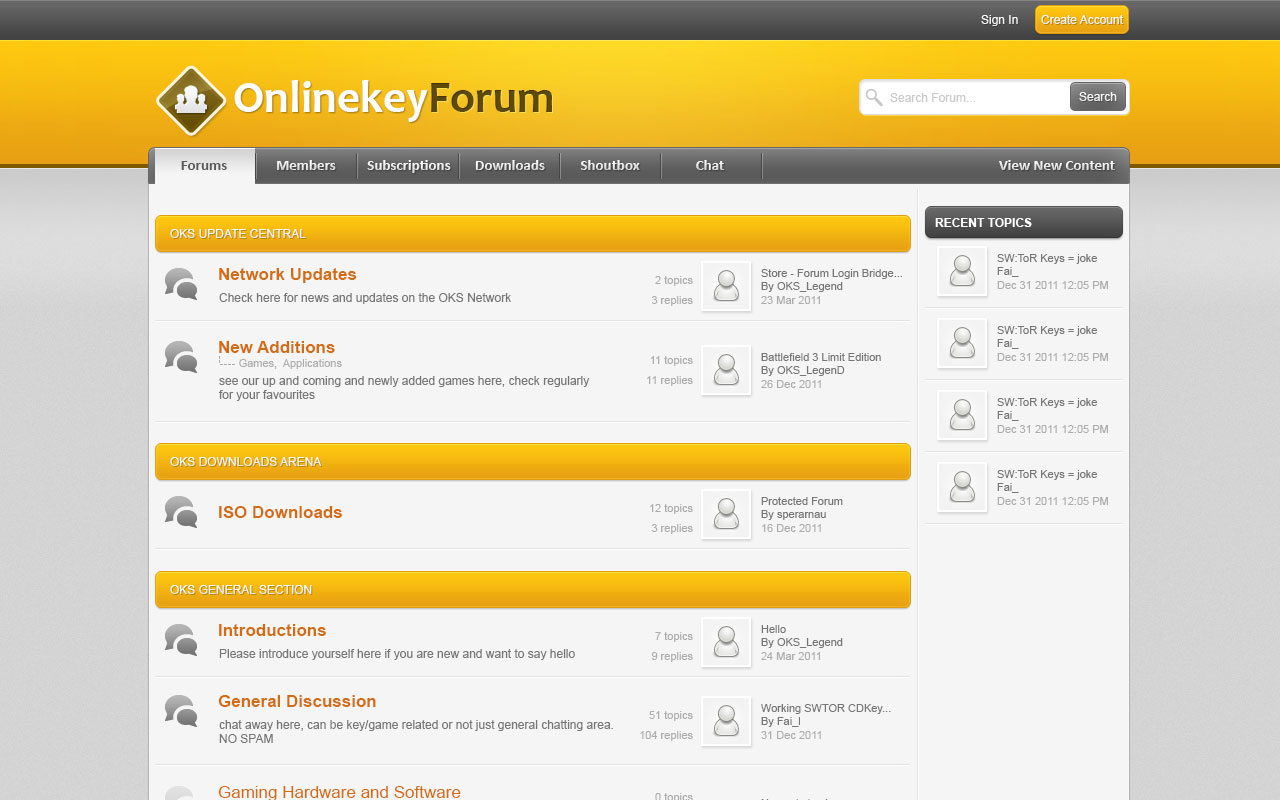 Sign In
Create Account
OnlinekeyForum
Search Forum...
Search
Forums
Members
Subscriptions
Downloads
Shoutbox
Chat
View New Content
OKS UPDATE CENTRAL
Network Updates
Check here for news and updates on the OKS Network
2 topics
3 replies
Store - Forum Login Bridge...
By OKS_Legend
23 Mar 2011
New Additions
Games, Applications
see our up and coming and newly added games here, check regularly
for your favourites
11 topics
11 replies
Battlefield 3 Limit Edition
By OKS_LegenD
26 Dec 2011
OKS DOWNLOADS ARENA
ISO Downloads
12 topics
3 replies
Protected Forum
By sperarnau
16 Dec 2011
OKS GENERAL SECTION
Introductions
Please introduce yourself here if you are new and want to say hello
7 topics
9 replies
Hello
By OKS_Legend
24 Mar 2011
General Discussion
chat away here, can be key/game related or not just general chatting area.
NO SPAM
51 topics
104 replies
Working SWTOR CDKey...
By Fai_l
31 Dec 2011
Gaming Hardware and Software
0 topics
RECENT TOPICS
SW:ToR Keys = joke
Fai_
Dec 31 2011 12:05 PM
SW:ToR Keys = joke
Fai_
Dec 31 2011 12:05 PM
SW:ToR Keys = joke
Fai_
Dec 31 2011 12:05 PM
SW:ToR Keys = joke
Fai_
Dec 31 2011 12:05 PM